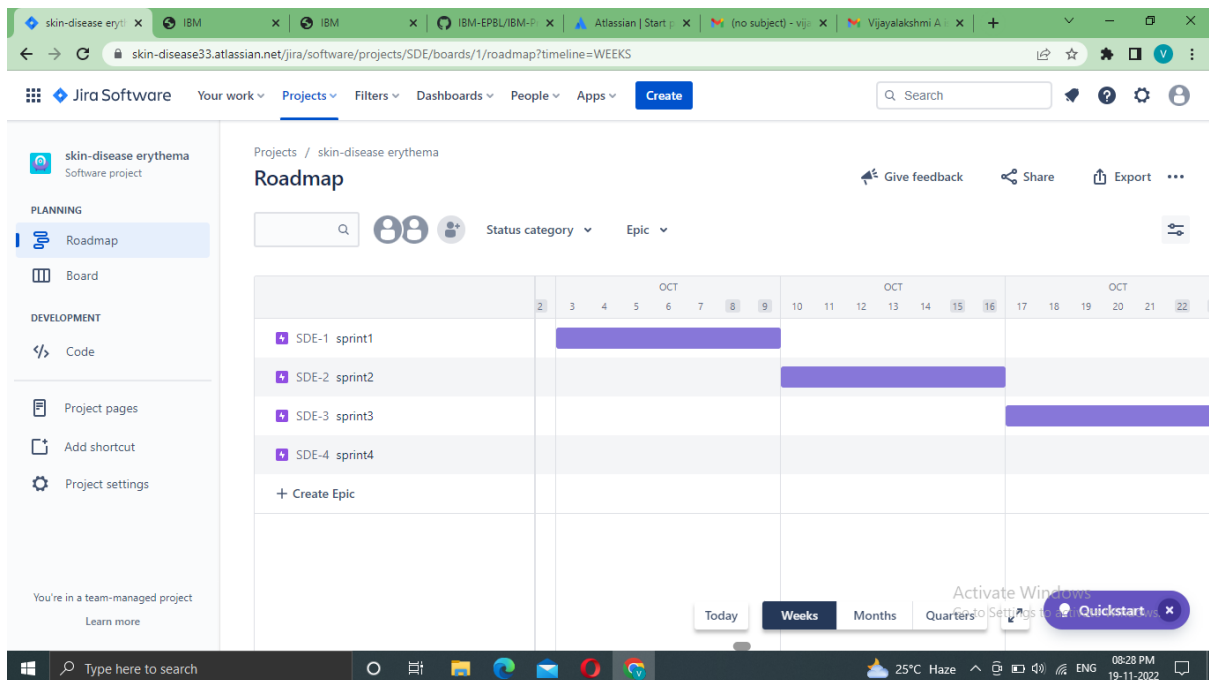 skin-disease eryt
IBM
IBM
IBM-EPBL/IBM-P
Atlassian | Start p
(no subject) - vija
Vijayalakshmi A
skin-disease33.atlassian.net/jira/software/projects/SDE/boards/1/roadmap?timeline=WEEKS
V
Jira Software Your work Projects Filters Dashboards People Apps Create Search
skin-disease erythema
Software project
PLANNING
Roadmap
Board
DEVELOPMENT
Code
Project pages
Add shortcut
Project settings
You're in a team-managed project
Learn more
Projects / skin-disease erythema
Roadmap
Give feedback Share Export
Status category Epic
OCT OCT OCT
2 3 4 5 6 7 8 9 10 11 12 13 14 15 16 17 18 19 20 21 22
SDE-1 sprint1
SDE-2 sprint2
SDE-3 sprint3
SDE-4 sprint4
+ Create Epic
Activate Windows
Go to Settings to activate Windows.
Today Weeks Months Quarters
Quickstart
Type here to search
25°C Haze ENG
08:28 PM
19-11-2022